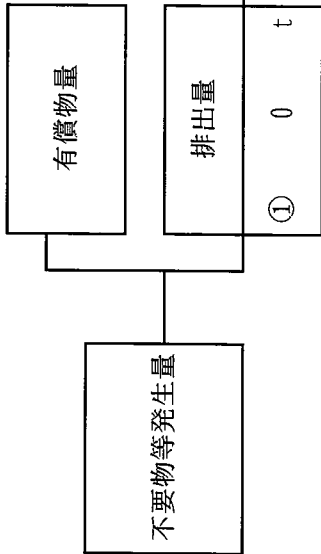 不要物等発生量
有償物量
排出量
① 0 t